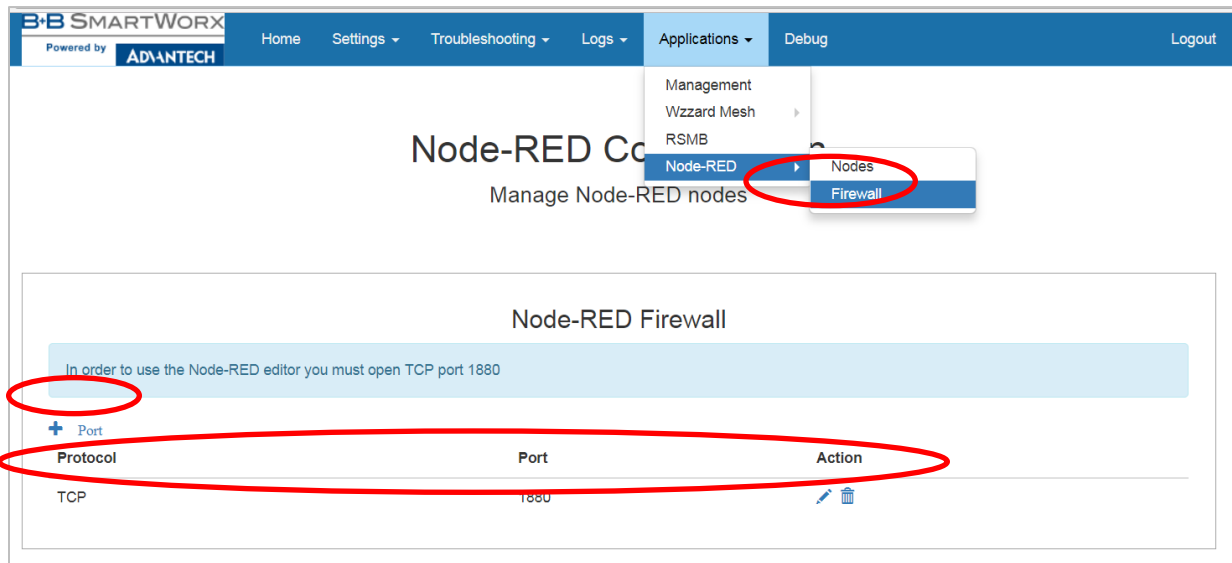 B+B SMARTWORX
Powered by ADVANTECH
Home Settings Troubleshooting Logs Applications Debug Logout
Management
Wzzard Mesh
RSMB
Node-RED
Nodes
Firewall
Node-RED Co n
Manage Node-RED nodes
Node-RED Firewall
In order to use the Node-RED editor you must open TCP port 1880
+ Port
Protocol Port Action
TCP 1880